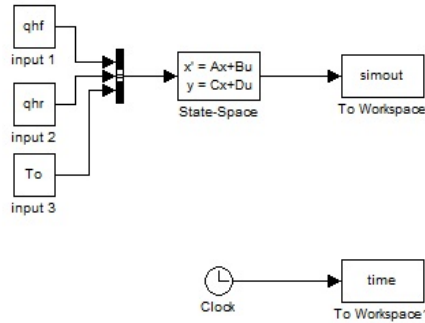 qhf
input 1
qhr
input 2
To
input 3
x' = Ax+Bu
y = Cx+Du
State-Space
simout
To Workspace
Clock
time
To Workspace1